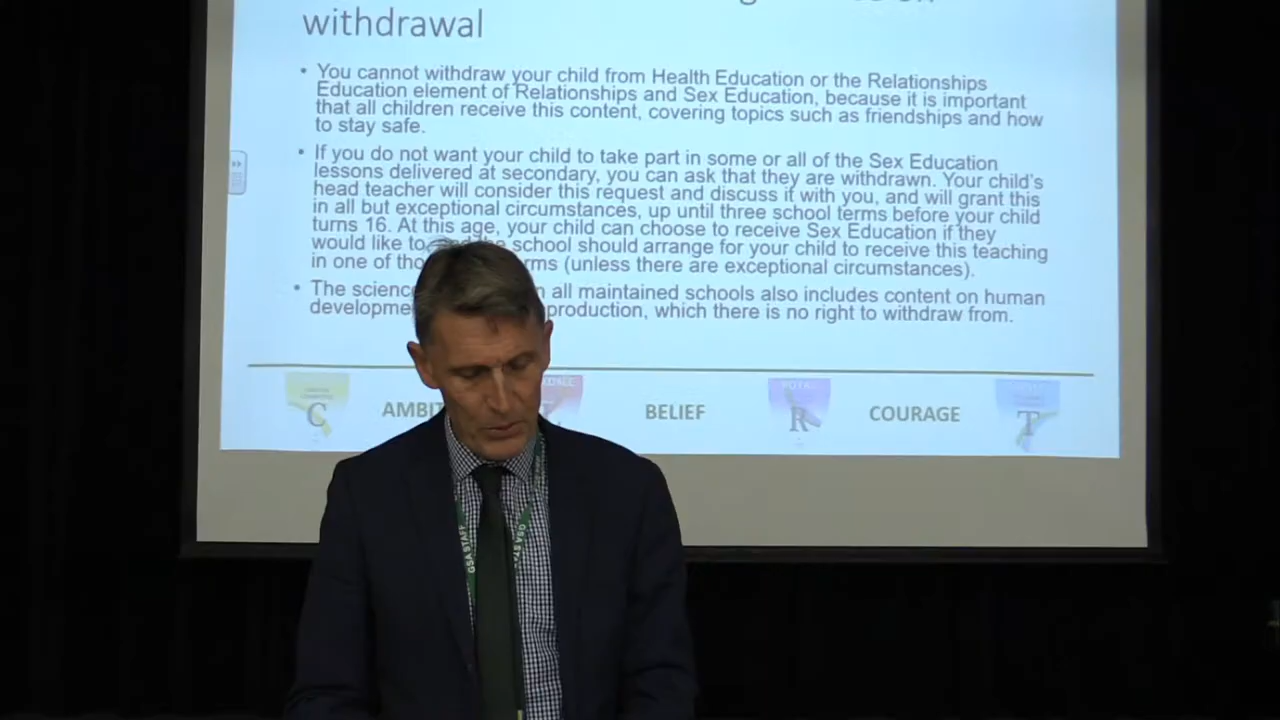 withdrawal
• You cannot withdraw your child from Health Education or the Relationships
Education element of Relationships and Sex Education, because it is important
that all children receive this content, covering topics such as friendships and how
to stay safe.
• If you do not want your child to take part in some or all of the Sex Education
lessons delivered at secondary, you can ask that they are withdrawn. Your child's
head teacher will consider this request and discuss it with you, and will grant this
in all but exceptional circumstances, up until three school terms before your child
turns 16. At this age, your child can choose to receive Sex Education if they
would like to school should arrange for your child to receive this teaching
in one of tho rms (unless there are exceptional circumstances).
• The science n all maintained schools also includes content on human
developme production, which there is no right to withdraw from.
C AMBIT BELIEF ROYAL R COURAGE T
GSA STAFF
GSA STAFF